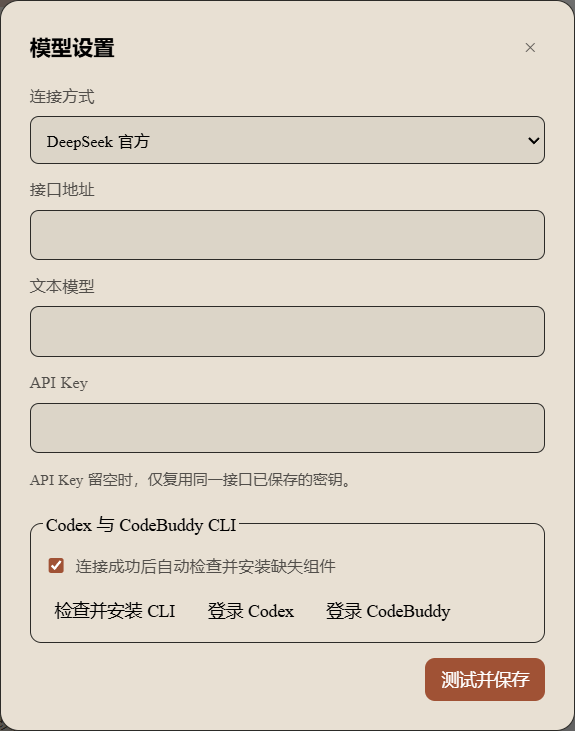 模型设置
×
连接方式
DeepSeek 官方
接口地址
文本模型
API Key
API Key 留空时，仅复用同一接口已保存的密钥。
Codex 与 CodeBuddy CLI
连接成功后自动检查并安装缺失组件
检查并安装 CLI 登录 Codex 登录 CodeBuddy
测试并保存